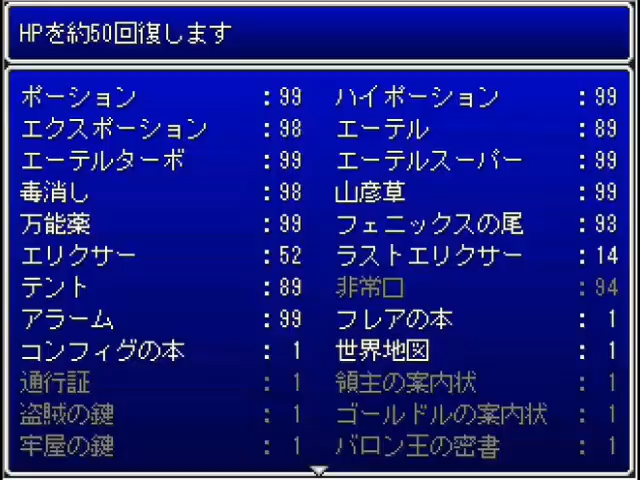 HPを約50回復します
ポーション :99 ハイポーション :99
エクスポーション :98 エーテル :89
エーテルターボ :99 エーテルスーパー :99
毒消し :98 山彦草 :99
万能薬 :99 フェニックスの尾 :93
エリクサー :52 ラストエリクサー :14
テント :89 非常口 :94
アラーム :99 フレアの本 : 1
コンフィグの本 : 1 世界地図 : 1
通行証 : 1 領主の案内状 : 1
盗賊の鍵 : 1 ゴールドルの案内状 : 1
牢屋の鍵 : 1 バロン王の密書 : 1